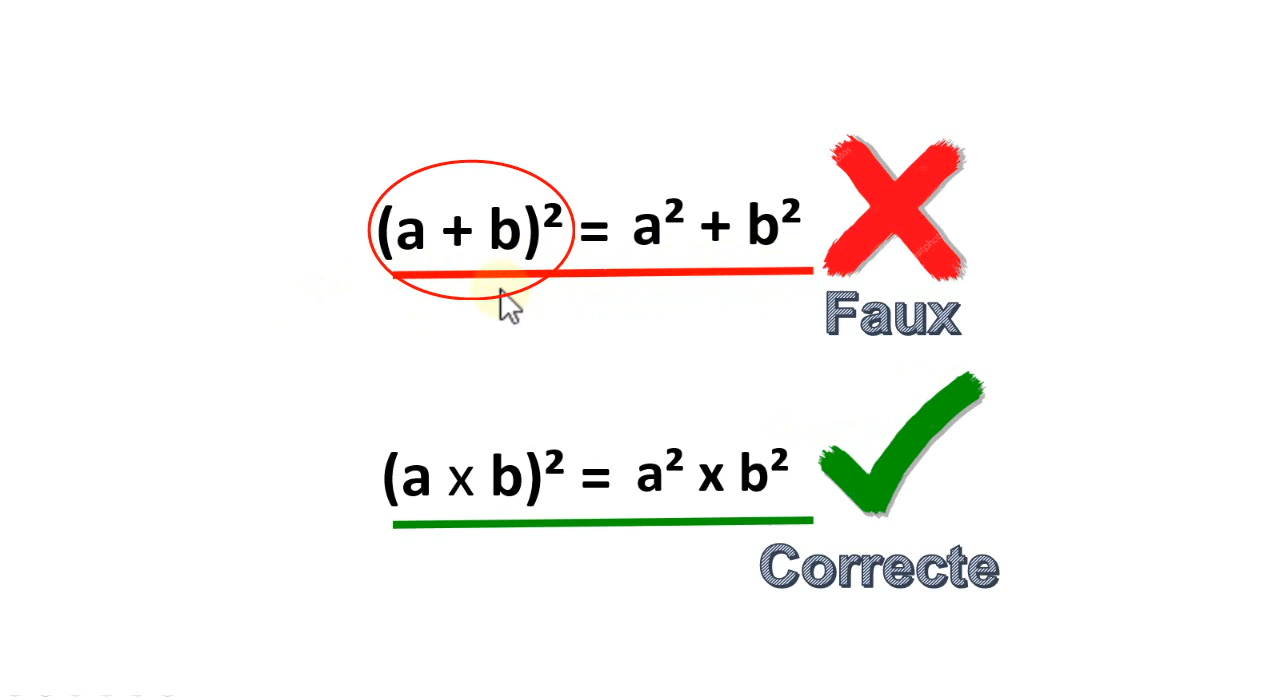 (a + b)² = a² + b²
Faux
(a x b)² = a² x b²
Correcte